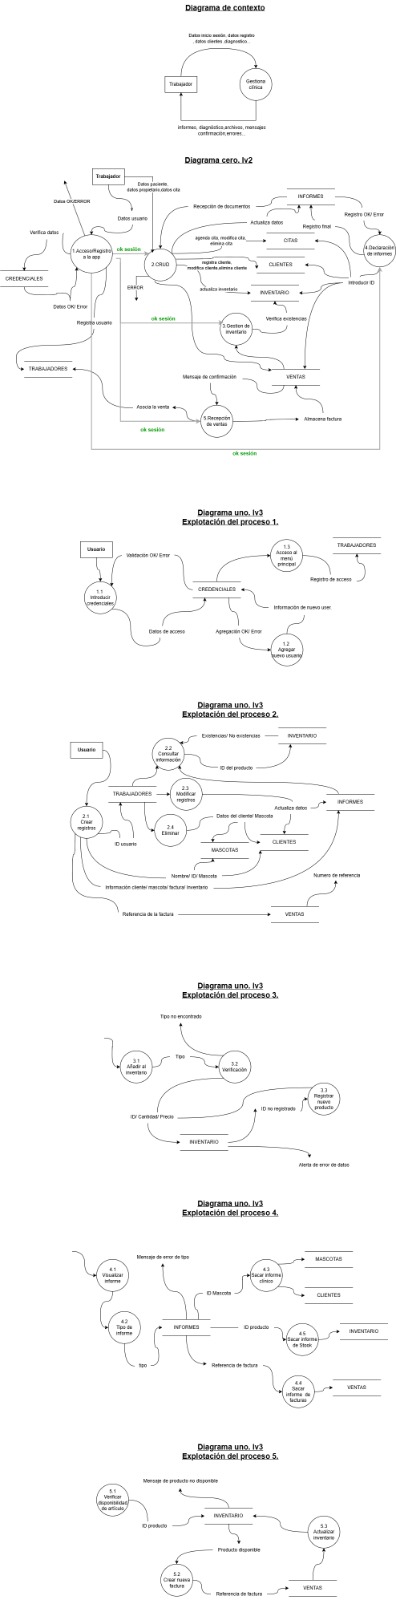 Diagrama de contexto
Datos inicio sesión, datos registro
, datos clientes ,diagnostico...
Trabajador
Gestiona
clínica
informes, diagnóstico,archivos, mensajes
confirmación,errores...
Diagrama cero. lv2
Trabajador
Datos OK/ERROR
Datos paciente,
datos propietario,datos cita
Datos usuario
Verifica datos
1.Acceso/Registro
a la app
CREDENCIALES
Datos OK/ Error
Registra usuario
TRABAJADORES
ok sesión
2.CRUD
ERROR
Recepción de documentos
INFORMES
Actualiza datos
Registro OK/ Error
Registro final
4.Declaración
de informes
agenda cita, modifica cita,
elimina cita
CITAS
registra cliente,
modifica cliente,elimina cliente
CLIENTES
Introducir ID
actualiza inventario
INVENTARIO
ok sesión
3.Gestion de
inventario
Verifica existencias
Mensaje de confirmación
VENTAS
Asocia la venta
5.Recepción
de ventas
Almacena factura
ok sesión
ok sesión
Diagrama uno. lv3
Explotación del proceso 1.
Usuario
Validación OK/ Error
1.3
Acceso al
menú
principal
TRABAJADORES
Registro de acceso
1.1
Introducir
credenciales
CREDENCIALES
Información de nuevo user.
Datos de acceso
Agregación OK/ Error
1.2
Agregar
nuevo usuario
Diagrama uno. lv3
Explotación del proceso 2.
Usuario
Existencias/ No existencias
INVENTARIO
2.2
Consultar
información
ID del producto
TRABAJADORES
2.3
Modificar
registros
INFORMES
Actualiza datos
2.1
Crear
registros
Datos del cliente/ Mascota
2.4
Eliminar
ID usuario
CLIENTES
MASCOTAS
Nombre/ ID/ Mascota
Numero de referencia
Información cliente/ mascota/ factura/ inventario
Referencia de la factura
VENTAS
Diagrama uno. lv3
Explotación del proceso 3.
Tipo no encontrado
3.1
Añadir al
inventario
Tipo
3.2
Verificación
3.3
Registrar
nuevo
producto
ID/ Cantidad/ Precio
ID no registrado
INVENTARIO
Alerta de error de datos
Diagrama uno. lv3
Explotación del proceso 4.
Mensaje de error de tipo
4.1
Visualizar
informe
4.3
Sacar informe
clínico
MASCOTAS
ID Mascota
CLIENTES
4.2
Tipo de
informe
INFORMES
ID producto
4.5
Sacar informe
de Stock
INVENTARIO
tipo
Referencia de factura
4.4
Sacar
informe de
facturas
VENTAS
Diagrama uno. lv3
Explotación del proceso 5.
Mensaje de producto no disponible
5.1
Verificar
disponibilidad
de artículo
INVENTARIO
ID producto
5.3
Actualizar
inventario
Producto disponible
5.2
Crear nueva
factura
Referencia de factura
VENTAS